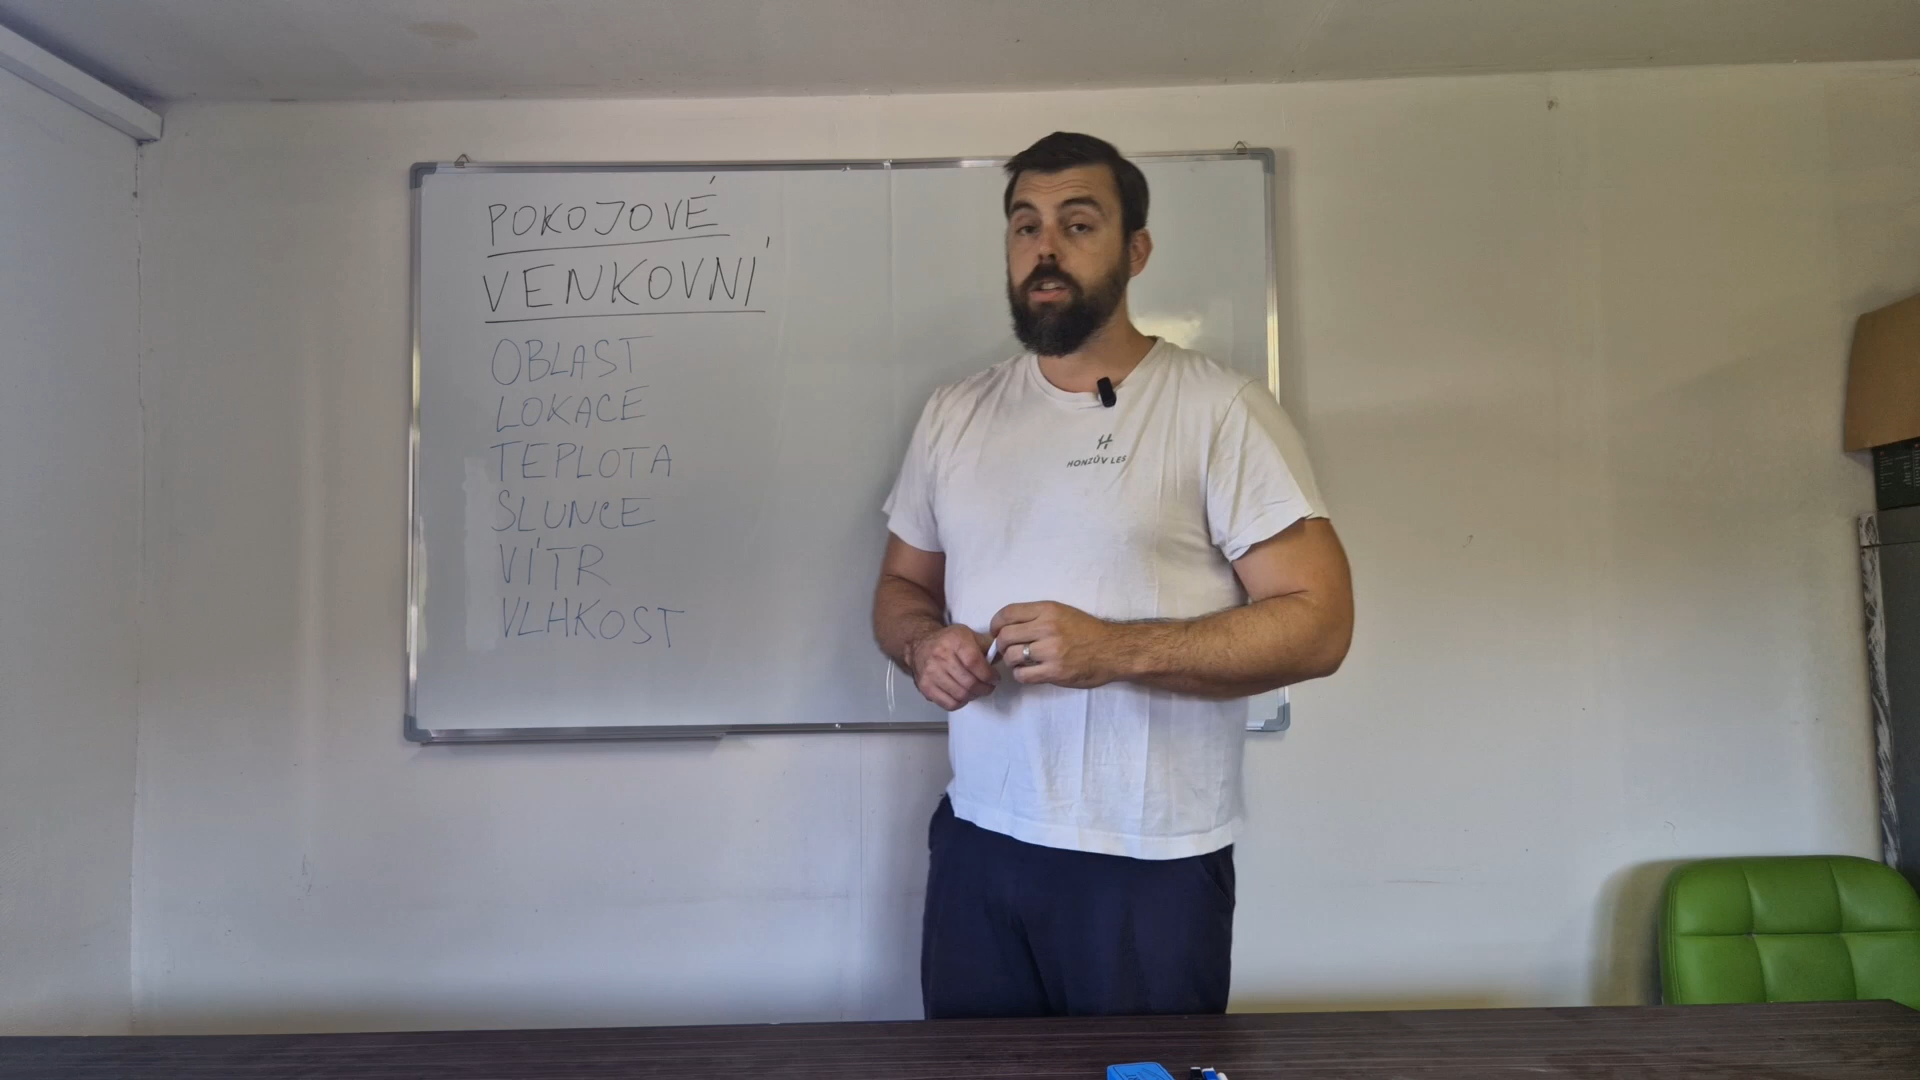 POKOJOVÉ
VENKOVNÍ
OBLAST
LOKACE
TEPLOTA
SLUNCE
VÍTR
VLHKOST
H
HONZŮV LES